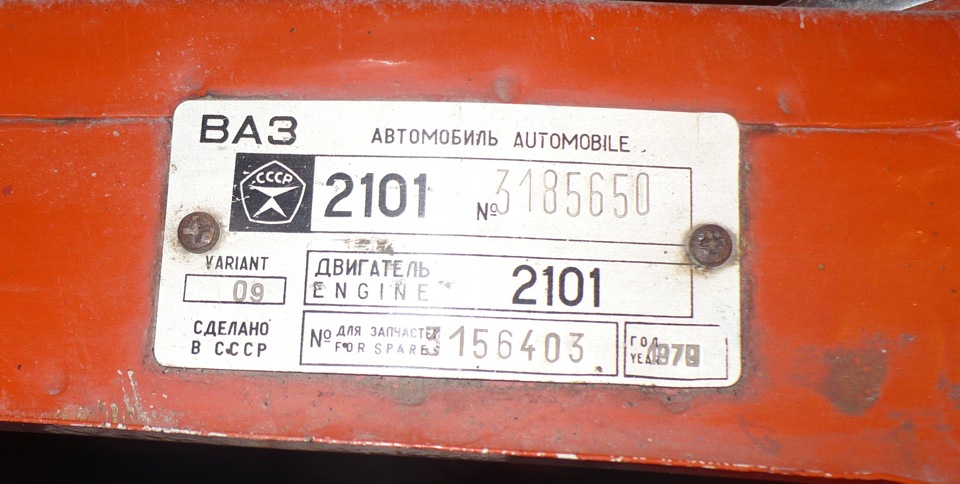 ВАЗ АВТОМОБИЛЬ AUTOMOBILE
СССР 2101 № 3185650
VARIANT
09
ДВИГАТЕЛЬ
ENGINE 2101
СДЕЛАНО
В СССР
№ ДЛЯ ЗАПЧАСТЕЙ
FOR SPARES 3156403
ГОД
YEAR 1979